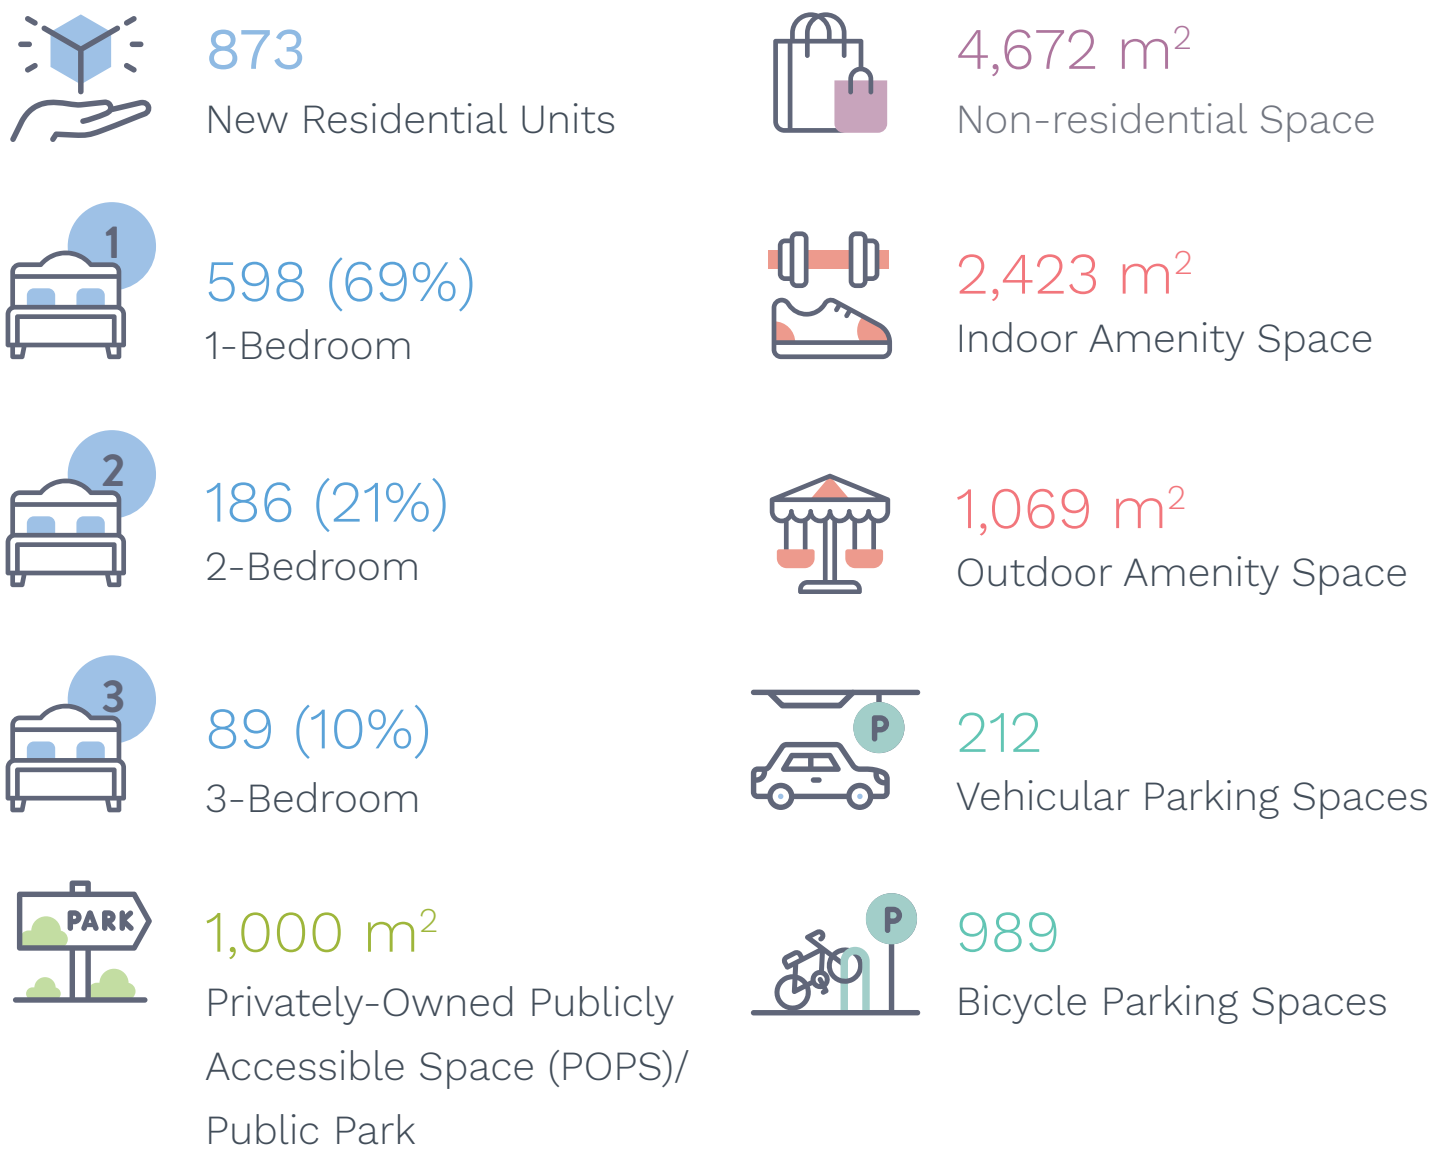 873
New Residential Units
1
598 (69%)
1-Bedroom
2
186 (21%)
2-Bedroom
3
89 (10%)
3-Bedroom
PARK
1,000 m²
Privately-Owned Publicly
Accessible Space (POPS)/
Public Park
4,672 m²
Non-residential Space
2,423 m²
Indoor Amenity Space
1,069 m²
Outdoor Amenity Space
P
212
Vehicular Parking Spaces
P
989
Bicycle Parking Spaces